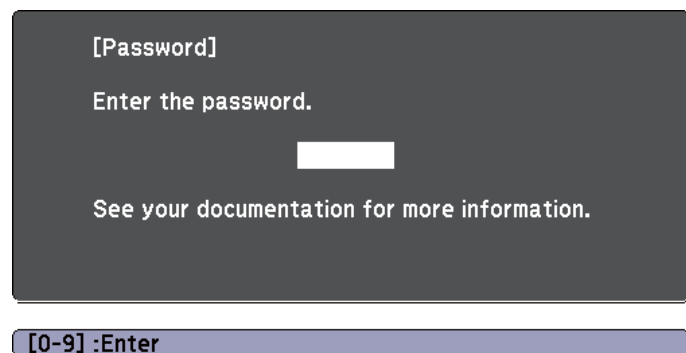 [Password]
Enter the password.
See your documentation for more information.
[0-9] :Enter